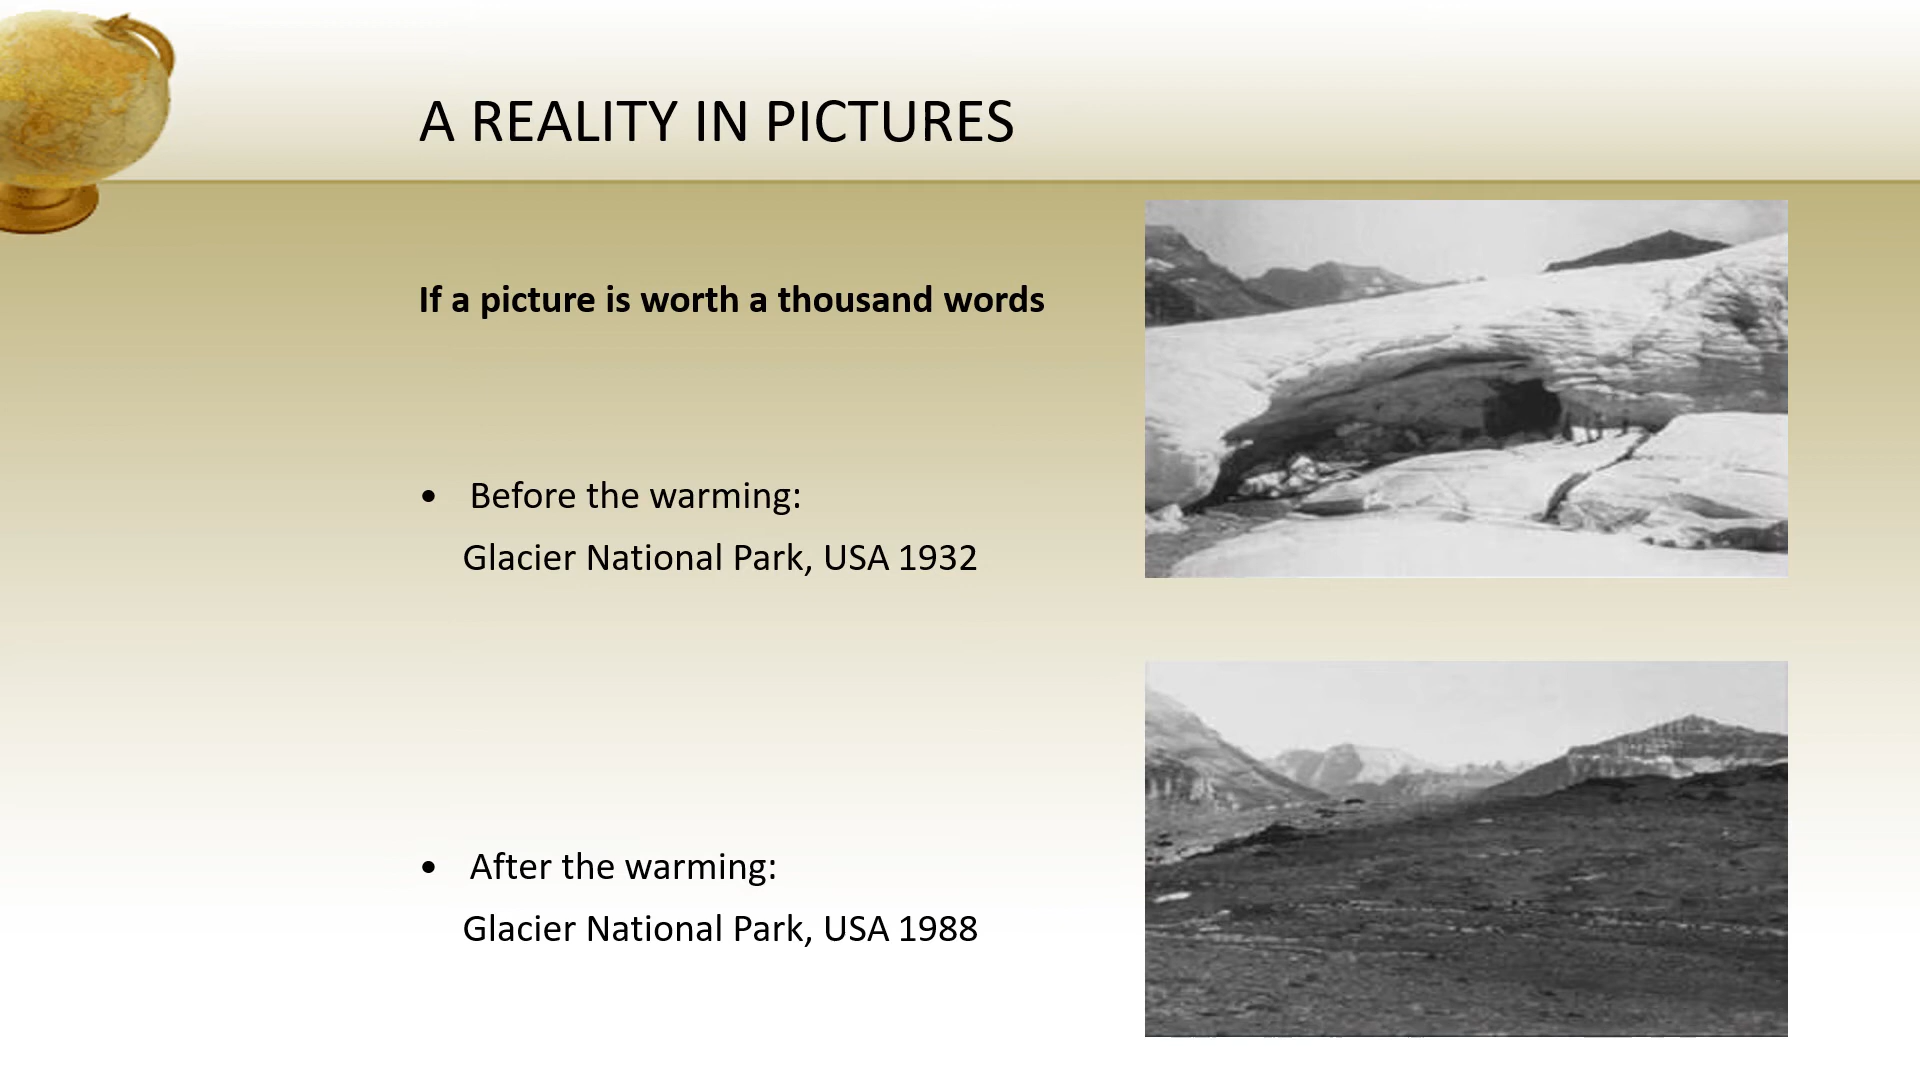 A REALITY IN PICTURES
If a picture is worth a thousand words
• Before the warming:
Glacier National Park, USA 1932
• After the warming:
Glacier National Park, USA 1988